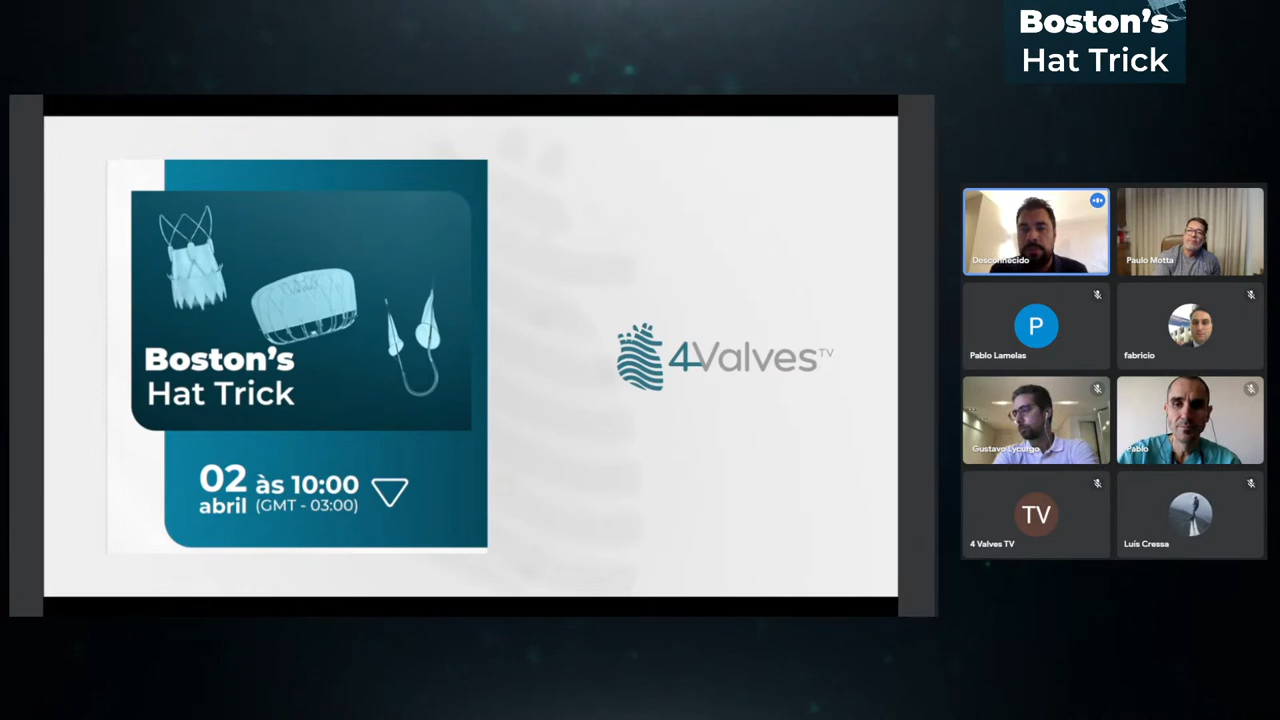 Boston's
Hat Trick
Boston's
Hat Trick
02 às 10:00
abril (GMT - 03:00)
4Valves TV
Desconhecido
Paulo Motta
P
Pablo Lamelas
fabricio
Gustavo Lycurgo
Pablo
TV
4 Valves TV
Luís Cressa